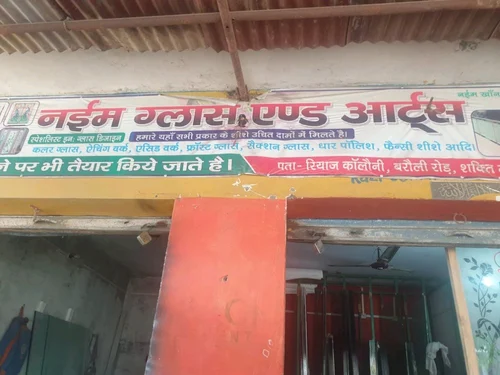 नईम ग्लास एण्ड आर्ट्स
स्पेशलिस्ट इन: ग्लास डिजाइन
हमारे यहाँ सभी प्रकार के शीशे उचित दामों में मिलते है।
कलर ग्लास, ऐचिंग वर्क, एसिड वर्क, फ्रॉस्ट ग्लास, सैक्शन ग्लास, धार पॉलिश, फैन्सी शीशे आदि।
पर भी तैयार किये जाते है।
पता- रियाज कॉलौनी, बरौली रोड़, शक्ति